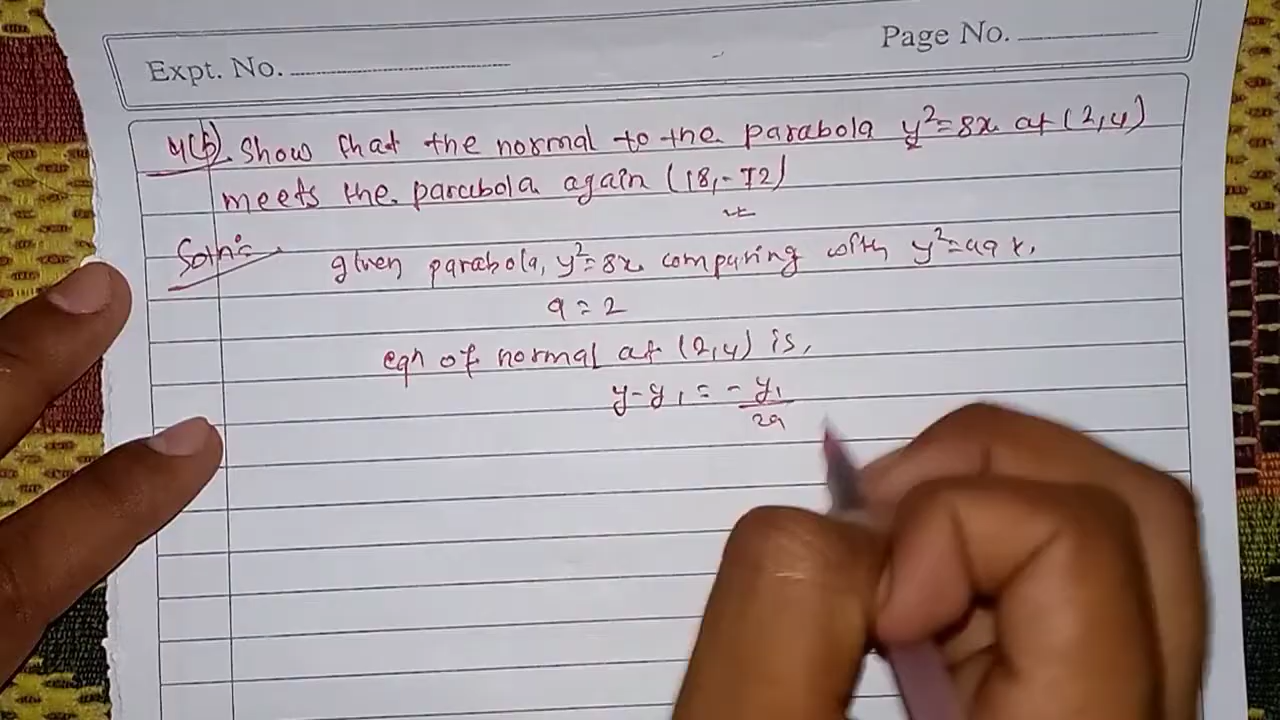 Expt. No.
Page No.
4(b). Show that the normal to the parabola y²=8x at (2,4)
meets the parabola again (18,-12)
Soln:
given parabola, y²=8x comparing with y²=4ax,
a=2
eqn of normal at (2,4) is,
y-y₁ = -y₁/2a